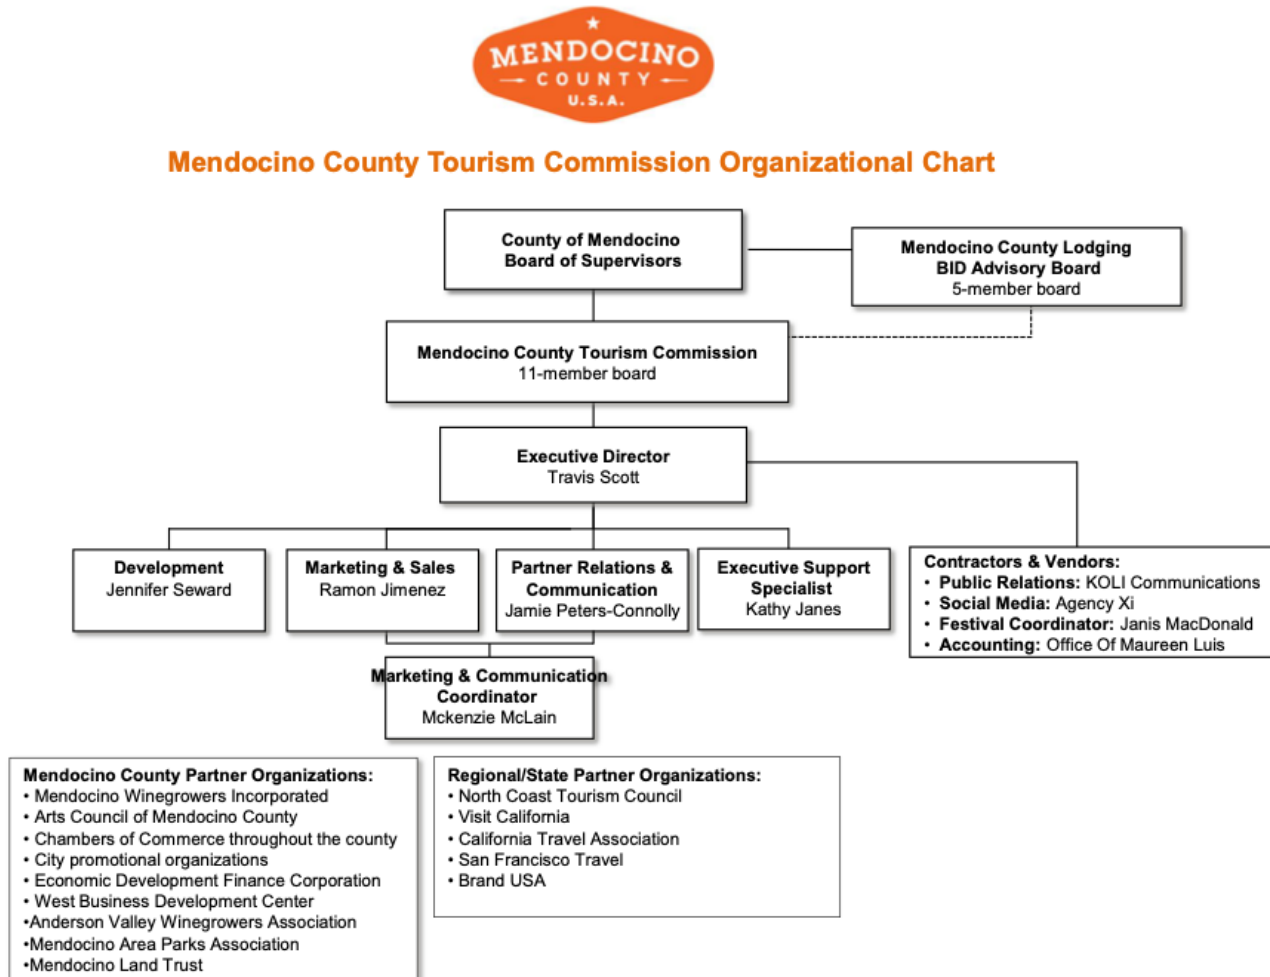 MENDOCINO
COUNTY
U.S.A.
Mendocino County Tourism Commission Organizational Chart
County of Mendocino
Board of Supervisors
Mendocino County Lodging
BID Advisory Board
5-member board
Mendocino County Tourism Commission
11-member board
Executive Director
Travis Scott
Development
Jennifer Seward
Marketing & Sales
Ramon Jimenez
Partner Relations &
Communication
Jamie Peters-Connolly
Executive Support
Specialist
Kathy Janes
Contractors & Vendors:
• Public Relations: KOLI Communications
• Social Media: Agency Xi
• Festival Coordinator: Janis MacDonald
• Accounting: Office Of Maureen Luis
Marketing & Communication
Coordinator
Mckenzie McLain
Mendocino County Partner Organizations:
• Mendocino Winegrowers Incorporated
• Arts Council of Mendocino County
• Chambers of Commerce throughout the county
• City promotional organizations
• Economic Development Finance Corporation
• West Business Development Center
•Anderson Valley Winegrowers Association
•Mendocino Area Parks Association
•Mendocino Land Trust
Regional/State Partner Organizations:
• North Coast Tourism Council
• Visit California
• California Travel Association
• San Francisco Travel
• Brand USA